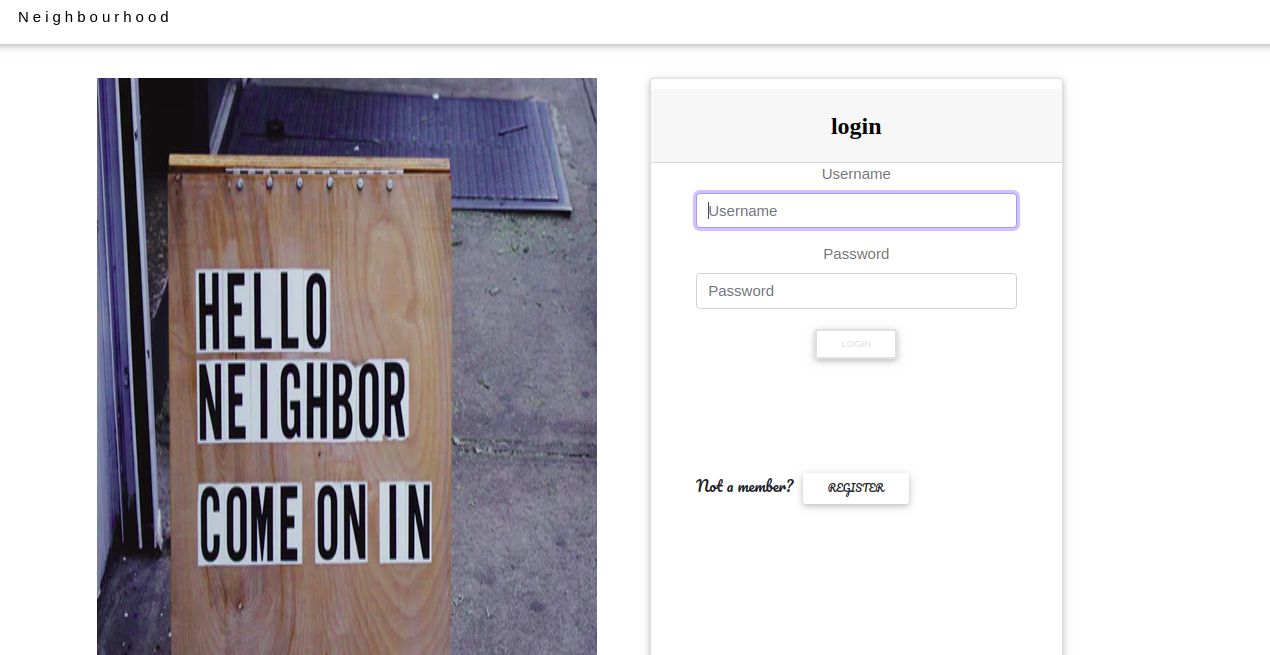 Neighbourhood
HELLO
NEIGHBOR
COME ON IN
login
Username
Username
Password
Password
LOGIN
Not a member? REGISTER